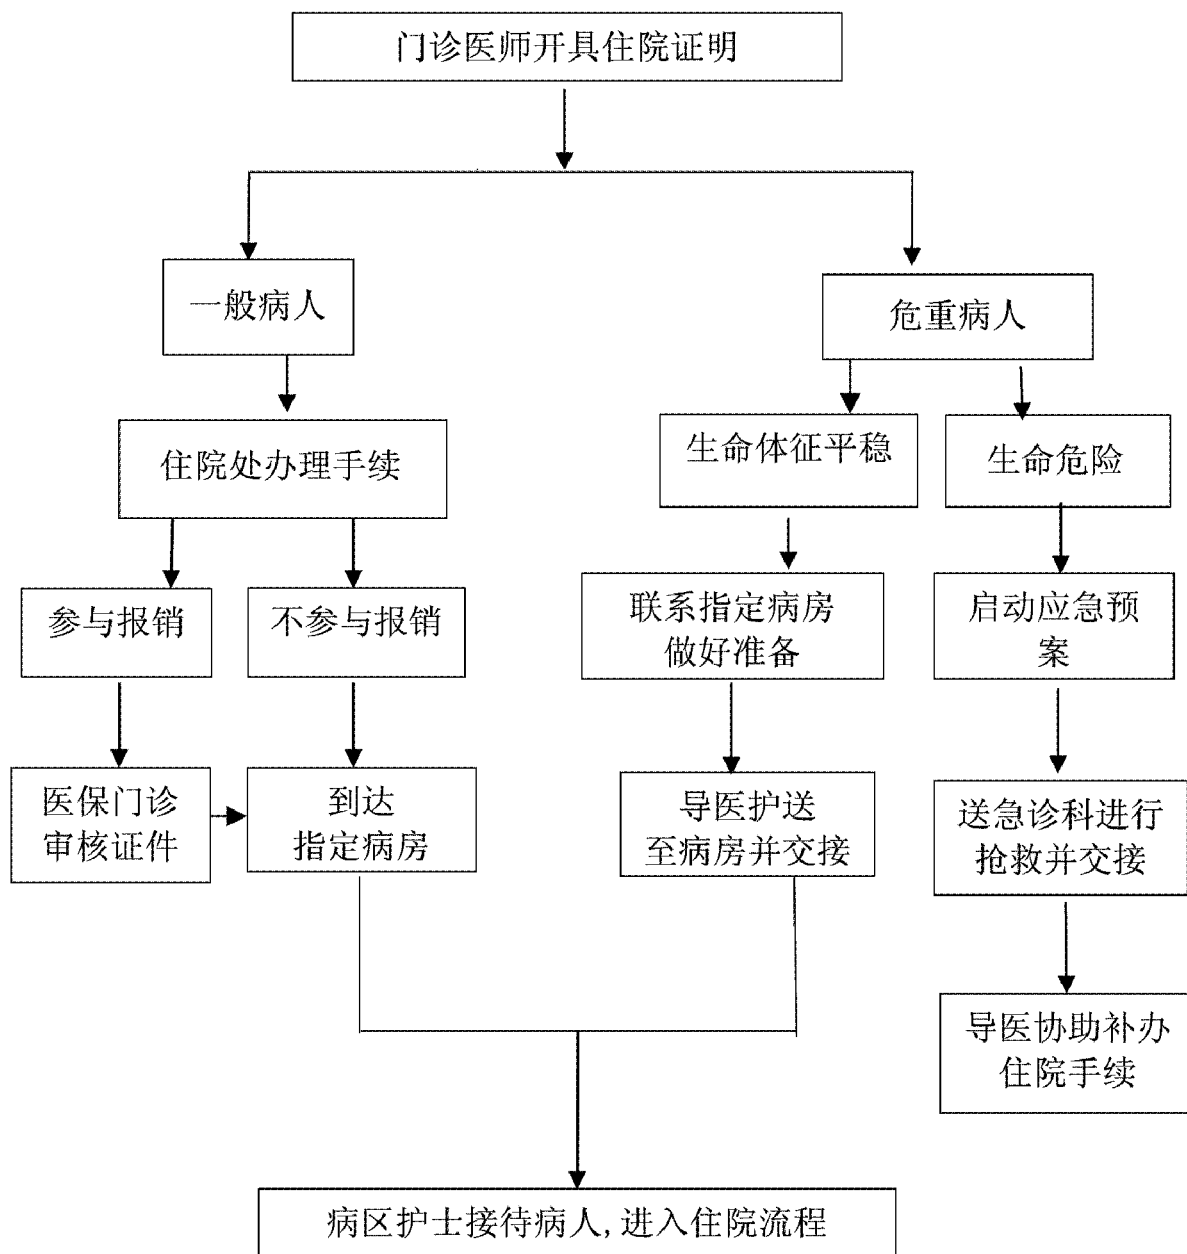 门诊医师开具住院证明
一般病人
危重病人
住院处办理手续
生命体征平稳
生命危险
参与报销
不参与报销
联系指定病房
做好准备
启动应急预
案
医保门诊
审核证件
到达
指定病房
导医护送
至病房并交接
送急诊科进行
抢救并交接
导医协助补办
住院手续
病区护士接待病人,进入住院流程